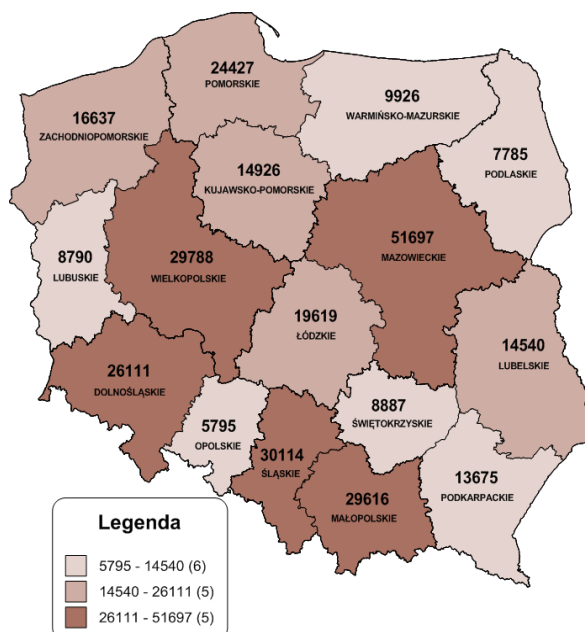 24427
POMORSKIE
9926
WARMIŃSKO-MAZURSKIE
16637
ZACHODNIOPOMORSKIE
7785
PODLASKIE
14926
KUJAWSKO-POMORSKIE
51697
MAZOWIECKIE
8790
LUBUSKIE
29788
WIELKOPOLSKIE
19619
ŁÓDZKIE
14540
LUBELSKIE
26111
DOLNOŚLĄSKIE
5795
OPOLSKIE
8887
ŚWIĘTOKRZYSKIE
30114
ŚLĄSKIE
29616
MAŁOPOLSKIE
13675
PODKARPACKIE
Legenda
5795 - 14540 (6)
14540 - 26111 (5)
26111 - 51697 (5)